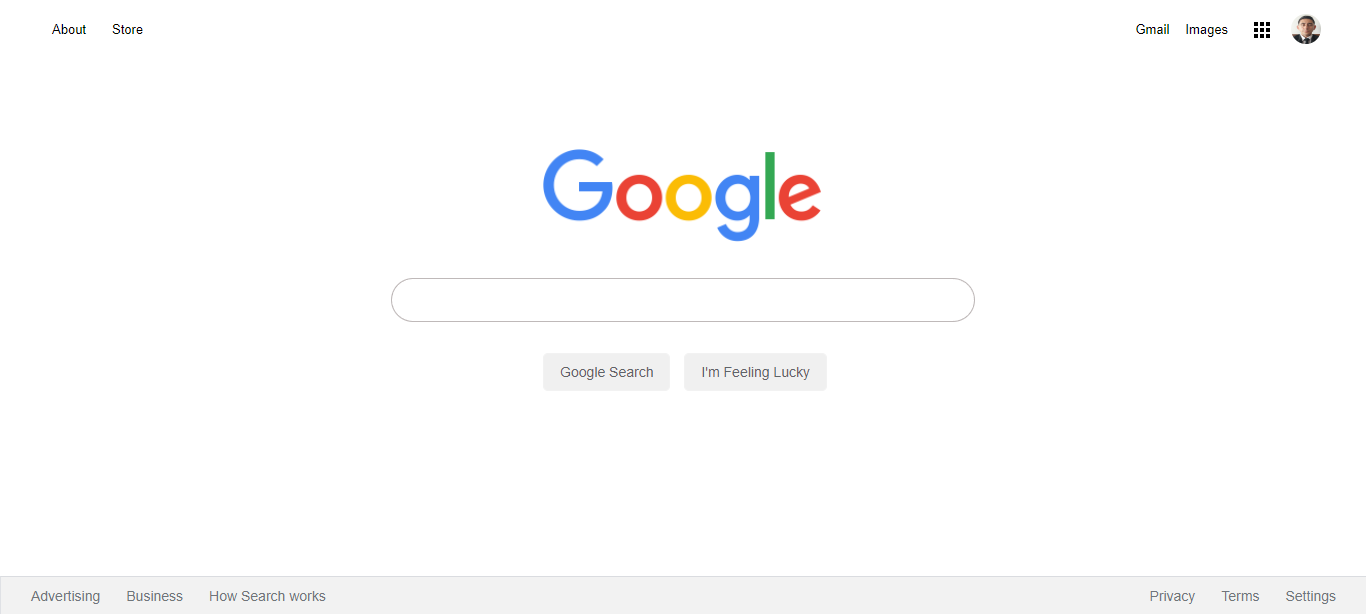 About Store Gmail Images
Google
Google Search I'm Feeling Lucky
Advertising Business How Search works Privacy Terms Settings